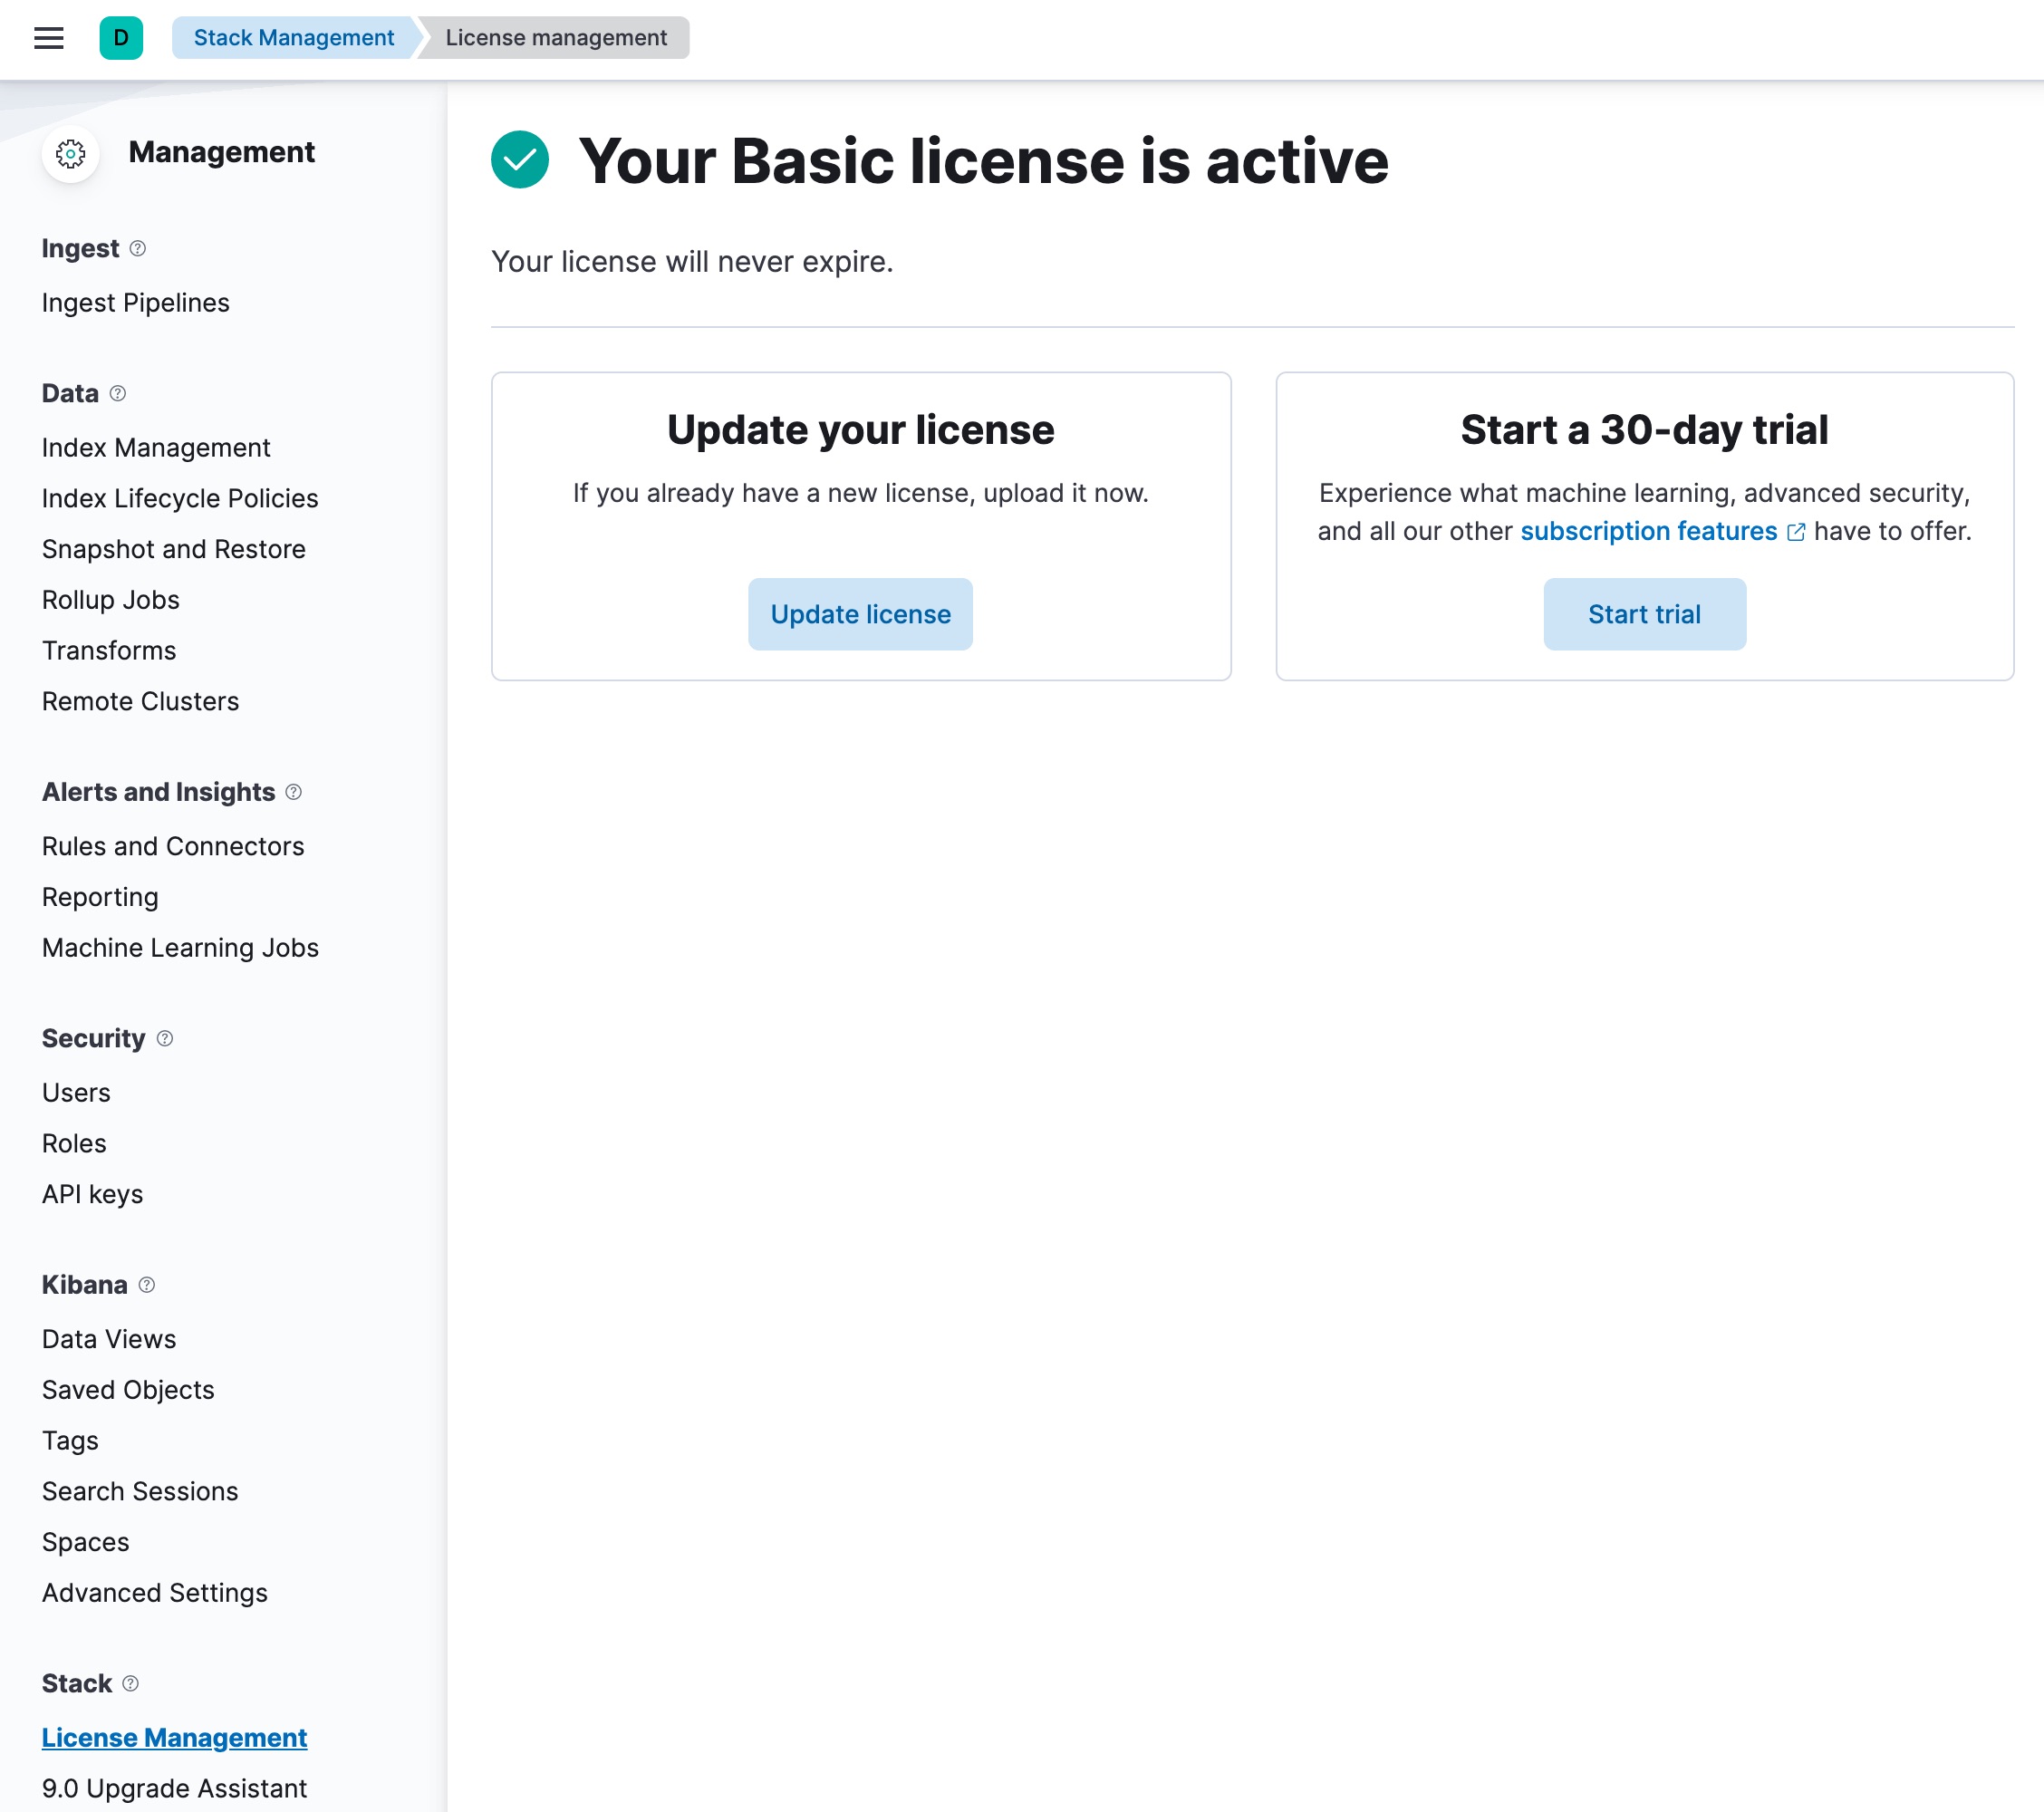 D
Stack Management
License management
Management
Ingest
Ingest Pipelines
Data
Index Management
Index Lifecycle Policies
Snapshot and Restore
Rollup Jobs
Transforms
Remote Clusters
Alerts and Insights
Rules and Connectors
Reporting
Machine Learning Jobs
Security
Users
Roles
API keys
Kibana
Data Views
Saved Objects
Tags
Search Sessions
Spaces
Advanced Settings
Stack
License Management
9.0 Upgrade Assistant
Your Basic license is active
Your license will never expire.
Update your license
If you already have a new license, upload it now.
Update license
Start a 30-day trial
Experience what machine learning, advanced security,
and all our other subscription features have to offer.
Start trial